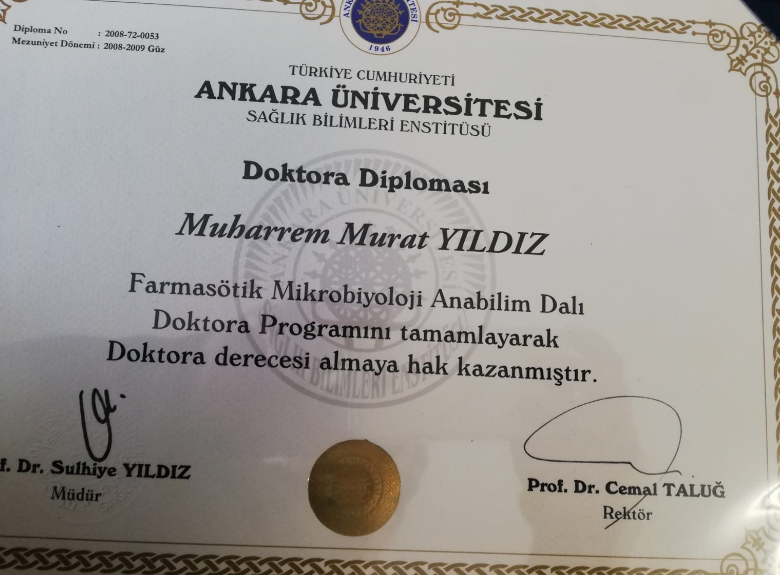 Diploma No : 2008-72-0053
Mezuniyet Dönemi : 2008-2009 Güz
1946
TÜRKİYE CUMHURİYETİ
ANKARA ÜNİVERSİTESİ
SAĞLIK BİLİMLERİ ENSTİTÜSÜ
Doktora Diploması
Muharrem Murat YILDIZ
Farmasötik Mikrobiyoloji Anabilim Dalı
Doktora Programını tamamlayarak
Doktora derecesi almaya hak kazanmıştır.
f. Dr. Sulhiye YILDIZ
Müdür
Prof. Dr. Cemal TALUĞ
Rektör